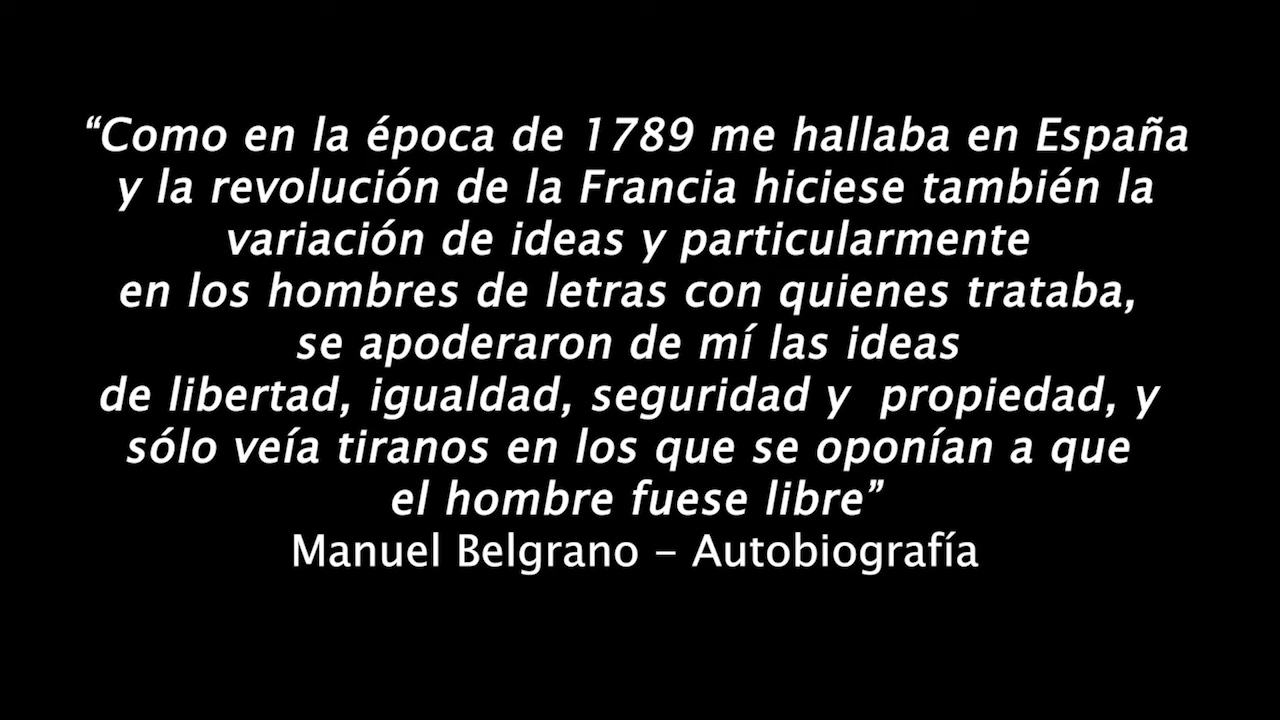 “Como en la época de 1789 me hallaba en España
y la revolución de la Francia hiciese también la
variación de ideas y particularmente
en los hombres de letras con quienes trataba,
se apoderaron de mí las ideas
de libertad, igualdad, seguridad y  propiedad, y
sólo veía tiranos en los que se oponían a que
el hombre fuese libre”
Manuel Belgrano – Autobiografía